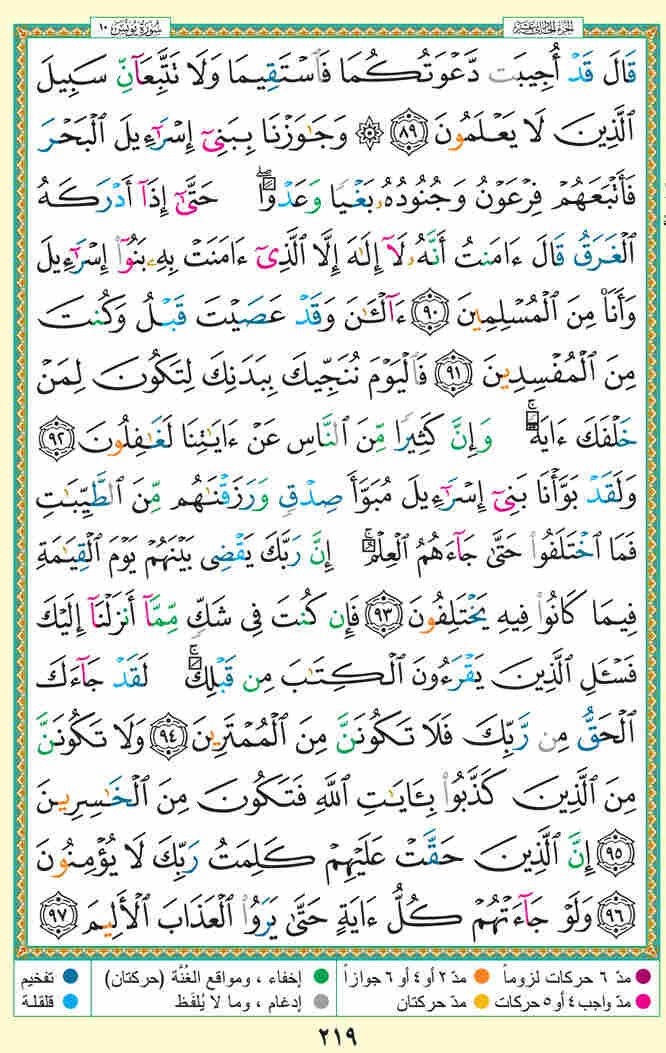 سُورَةُ يُونُسَ ١٠
الجُزءُ الحَادِي عَشَرَ
قَالَ قَدۡ أُجِيبَت دَّعۡوَتُكُمَا فَٱسۡتَقِيمَا وَلَا تَتَّبِعَآنِّ سَبِيلَ
ٱلَّذِينَ لَا يَعۡلَمُونَ ٨٩ ۞ وَجَٰوَزۡنَا بِبَنِيٓ إِسۡرَٰٓءِيلَ ٱلۡبَحۡرَ
فَأَتۡبَعَهُمۡ فِرۡعَوۡنُ وَجُنُودُهُۥ بَغۡيٗا وَعَدۡوًاۖ حَتَّىٰٓ إِذَآ أَدۡرَكَهُ
ٱلۡغَرَقُ قَالَ ءَامَنتُ أَنَّهُۥ لَآ إِلَٰهَ إِلَّا ٱلَّذِيٓ ءَامَنَتۡ بِهِۦ بَنُوٓاْ إِسۡرَٰٓءِيلَ
وَأَنَا۠ مِنَ ٱلۡمُسۡلِمِينَ ٩٠ ءَآلۡـَٰٔنَ وَقَدۡ عَصَيۡتَ قَبۡلُ وَكُنتَ
مِنَ ٱلۡمُفۡسِدِينَ ٩١ فَٱلۡيَوۡمَ نُنَجِّيكَ بِبَدَنِكَ لِتَكُونَ لِمَنۡ
خَلۡفَكَ ءَايَةٗۚ وَإِنَّ كَثِيرٗا مِّنَ ٱلنَّاسِ عَنۡ ءَايَٰتِنَا لَغَٰفِلُونَ ٩٢
وَلَقَدۡ بَوَّأۡنَا بَنِيٓ إِسۡرَٰٓءِيلَ مُبَوَّأَ صِدۡقٖ وَرَزَقۡنَٰهُم مِّنَ ٱلطَّيِّبَٰتِ
فَمَا ٱخۡتَلَفُواْ حَتَّىٰ جَآءَهُمُ ٱلۡعِلۡمُۚ إِنَّ رَبَّكَ يَقۡضِي بَيۡنَهُمۡ يَوۡمَ ٱلۡقِيَٰمَةِ
فِيمَا كَانُواْ فِيهِ يَخۡتَلِفُونَ ٩٣ فَإِن كُنتَ فِي شَكّٖ مِّمَّآ أَنزَلۡنَآ إِلَيۡكَ
فَسۡـَٔلِ ٱلَّذِينَ يَقۡرَءُونَ ٱلۡكِتَٰبَ مِن قَبۡلِكَۚ لَقَدۡ جَآءَكَ
ٱلۡحَقُّ مِن رَّبِّكَ فَلَا تَكُونَنَّ مِنَ ٱلۡمُمۡتَرِينَ ٩٤ وَلَا تَكُونَنَّ
مِنَ ٱلَّذِينَ كَذَّبُواْ بِـَٔايَٰتِ ٱللَّهِ فَتَكُونَ مِنَ ٱلۡخَٰسِرِينَ
٩٥ إِنَّ ٱلَّذِينَ حَقَّتۡ عَلَيۡهِمۡ كَلِمَتُ رَبِّكَ لَا يُؤۡمِنُونَ
٩٦ وَلَوۡ جَآءَتۡهُمۡ كُلُّ ءَايَةٍ حَتَّىٰ يَرَوُاْ ٱلۡعَذَابَ ٱلۡأَلِيمَ ٩٧
مدّ ٦ حركات لزوماً مدّ ٢ أو ٤ أو ٦ جوازاً إخفاء ، ومواقع الغُنَّة (حركتان) تفخيم
مدّ واجب ٤ أو ٥ حركات مدّ حركتان إدغام ، وما لا يُلفَظ قلقلة
٢١٩